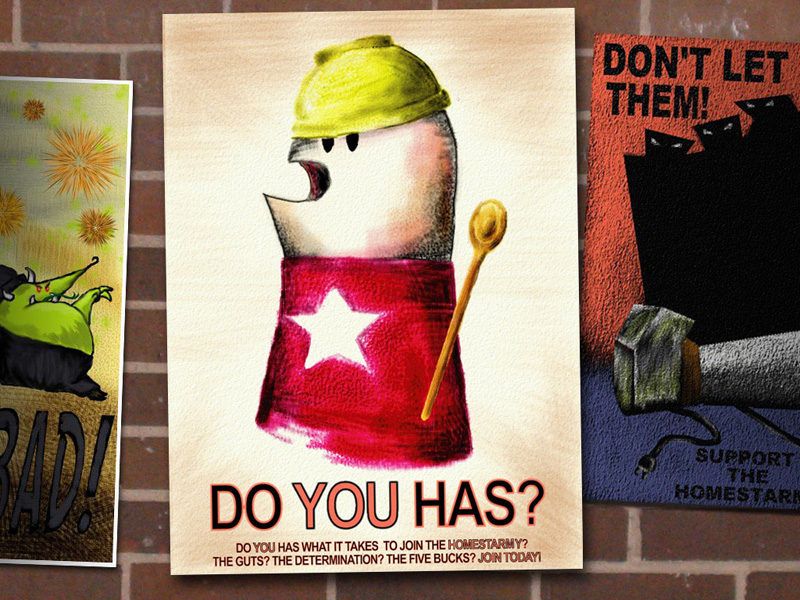 BAD!
DO YOU HAS?
DO YOU HAS WHAT IT TAKES TO JOIN THE HOMESTARMY?
THE GUTS? THE DETERMINATION? THE FIVE BUCKS? JOIN TODAY!
DON'T LET
THEM!
SUPPORT
THE